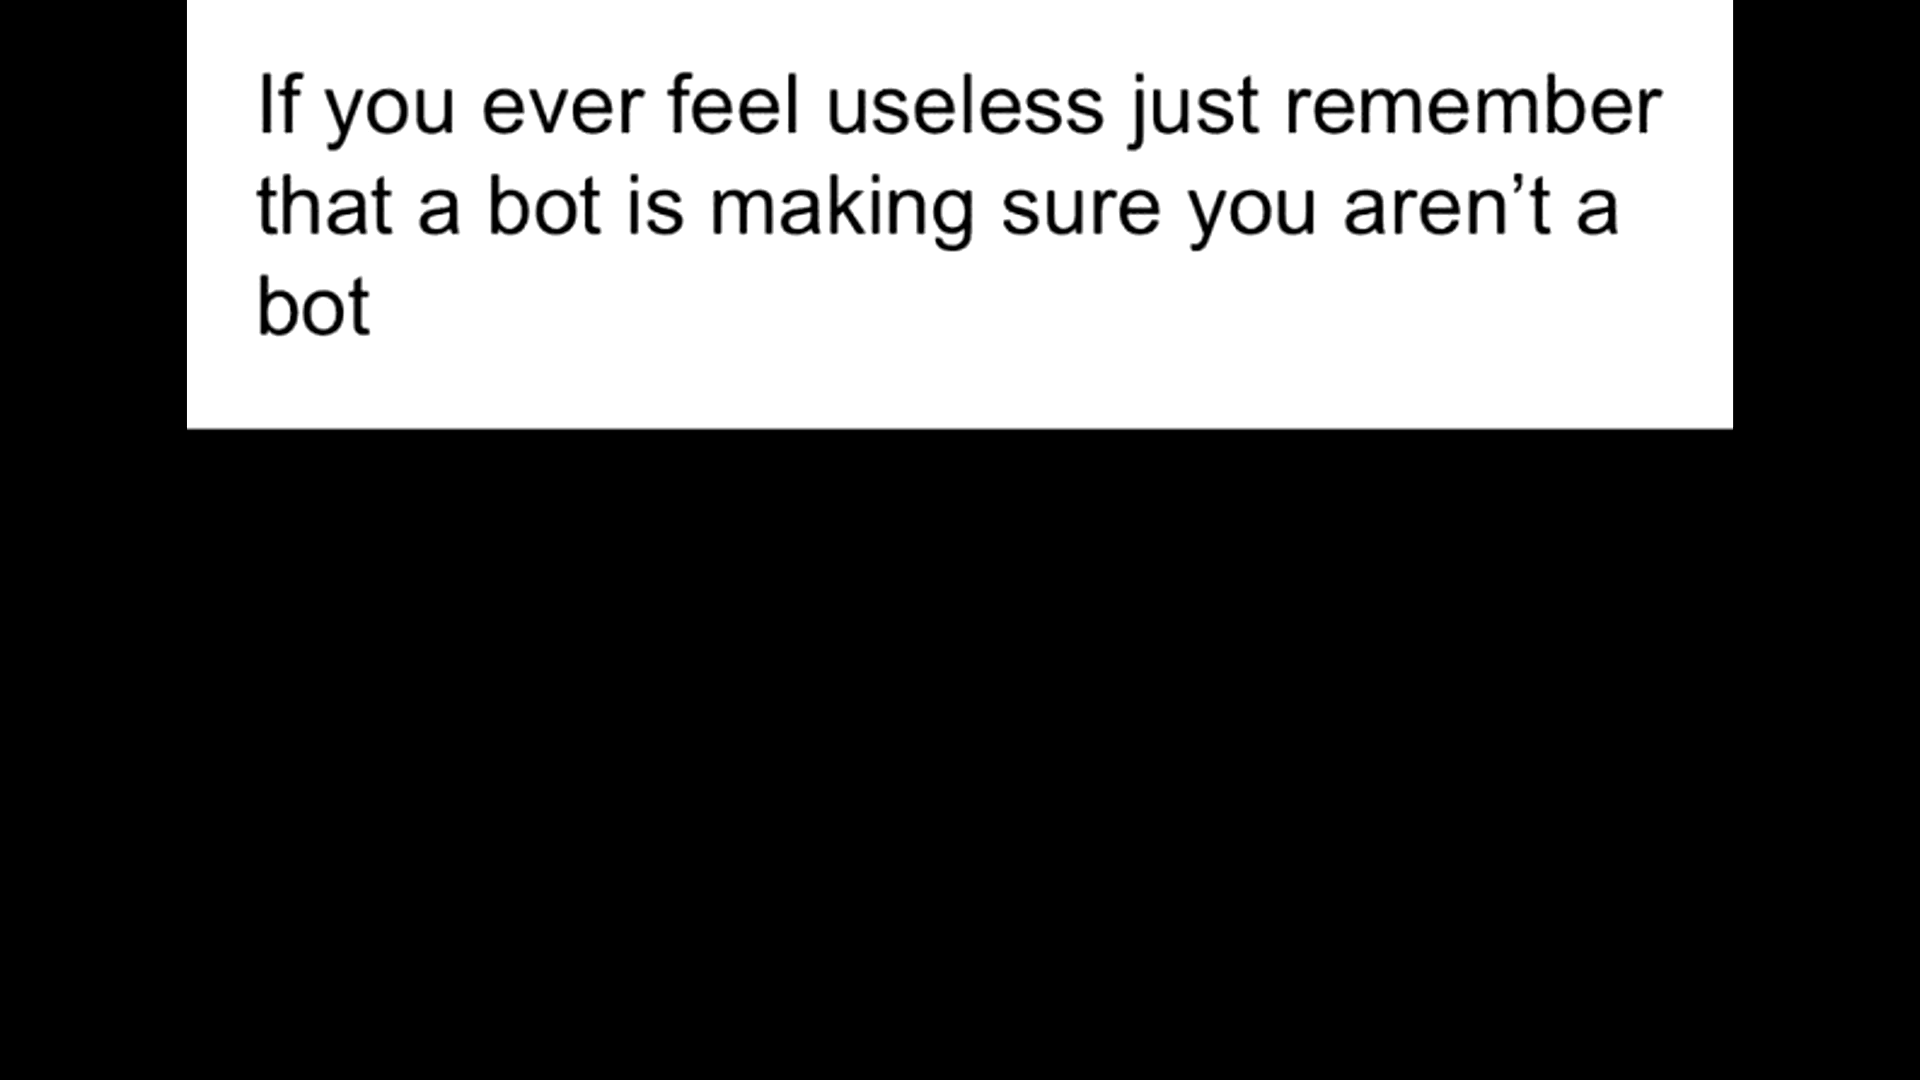 If you ever feel useless just remember
that a bot is making sure you aren’t a
bot